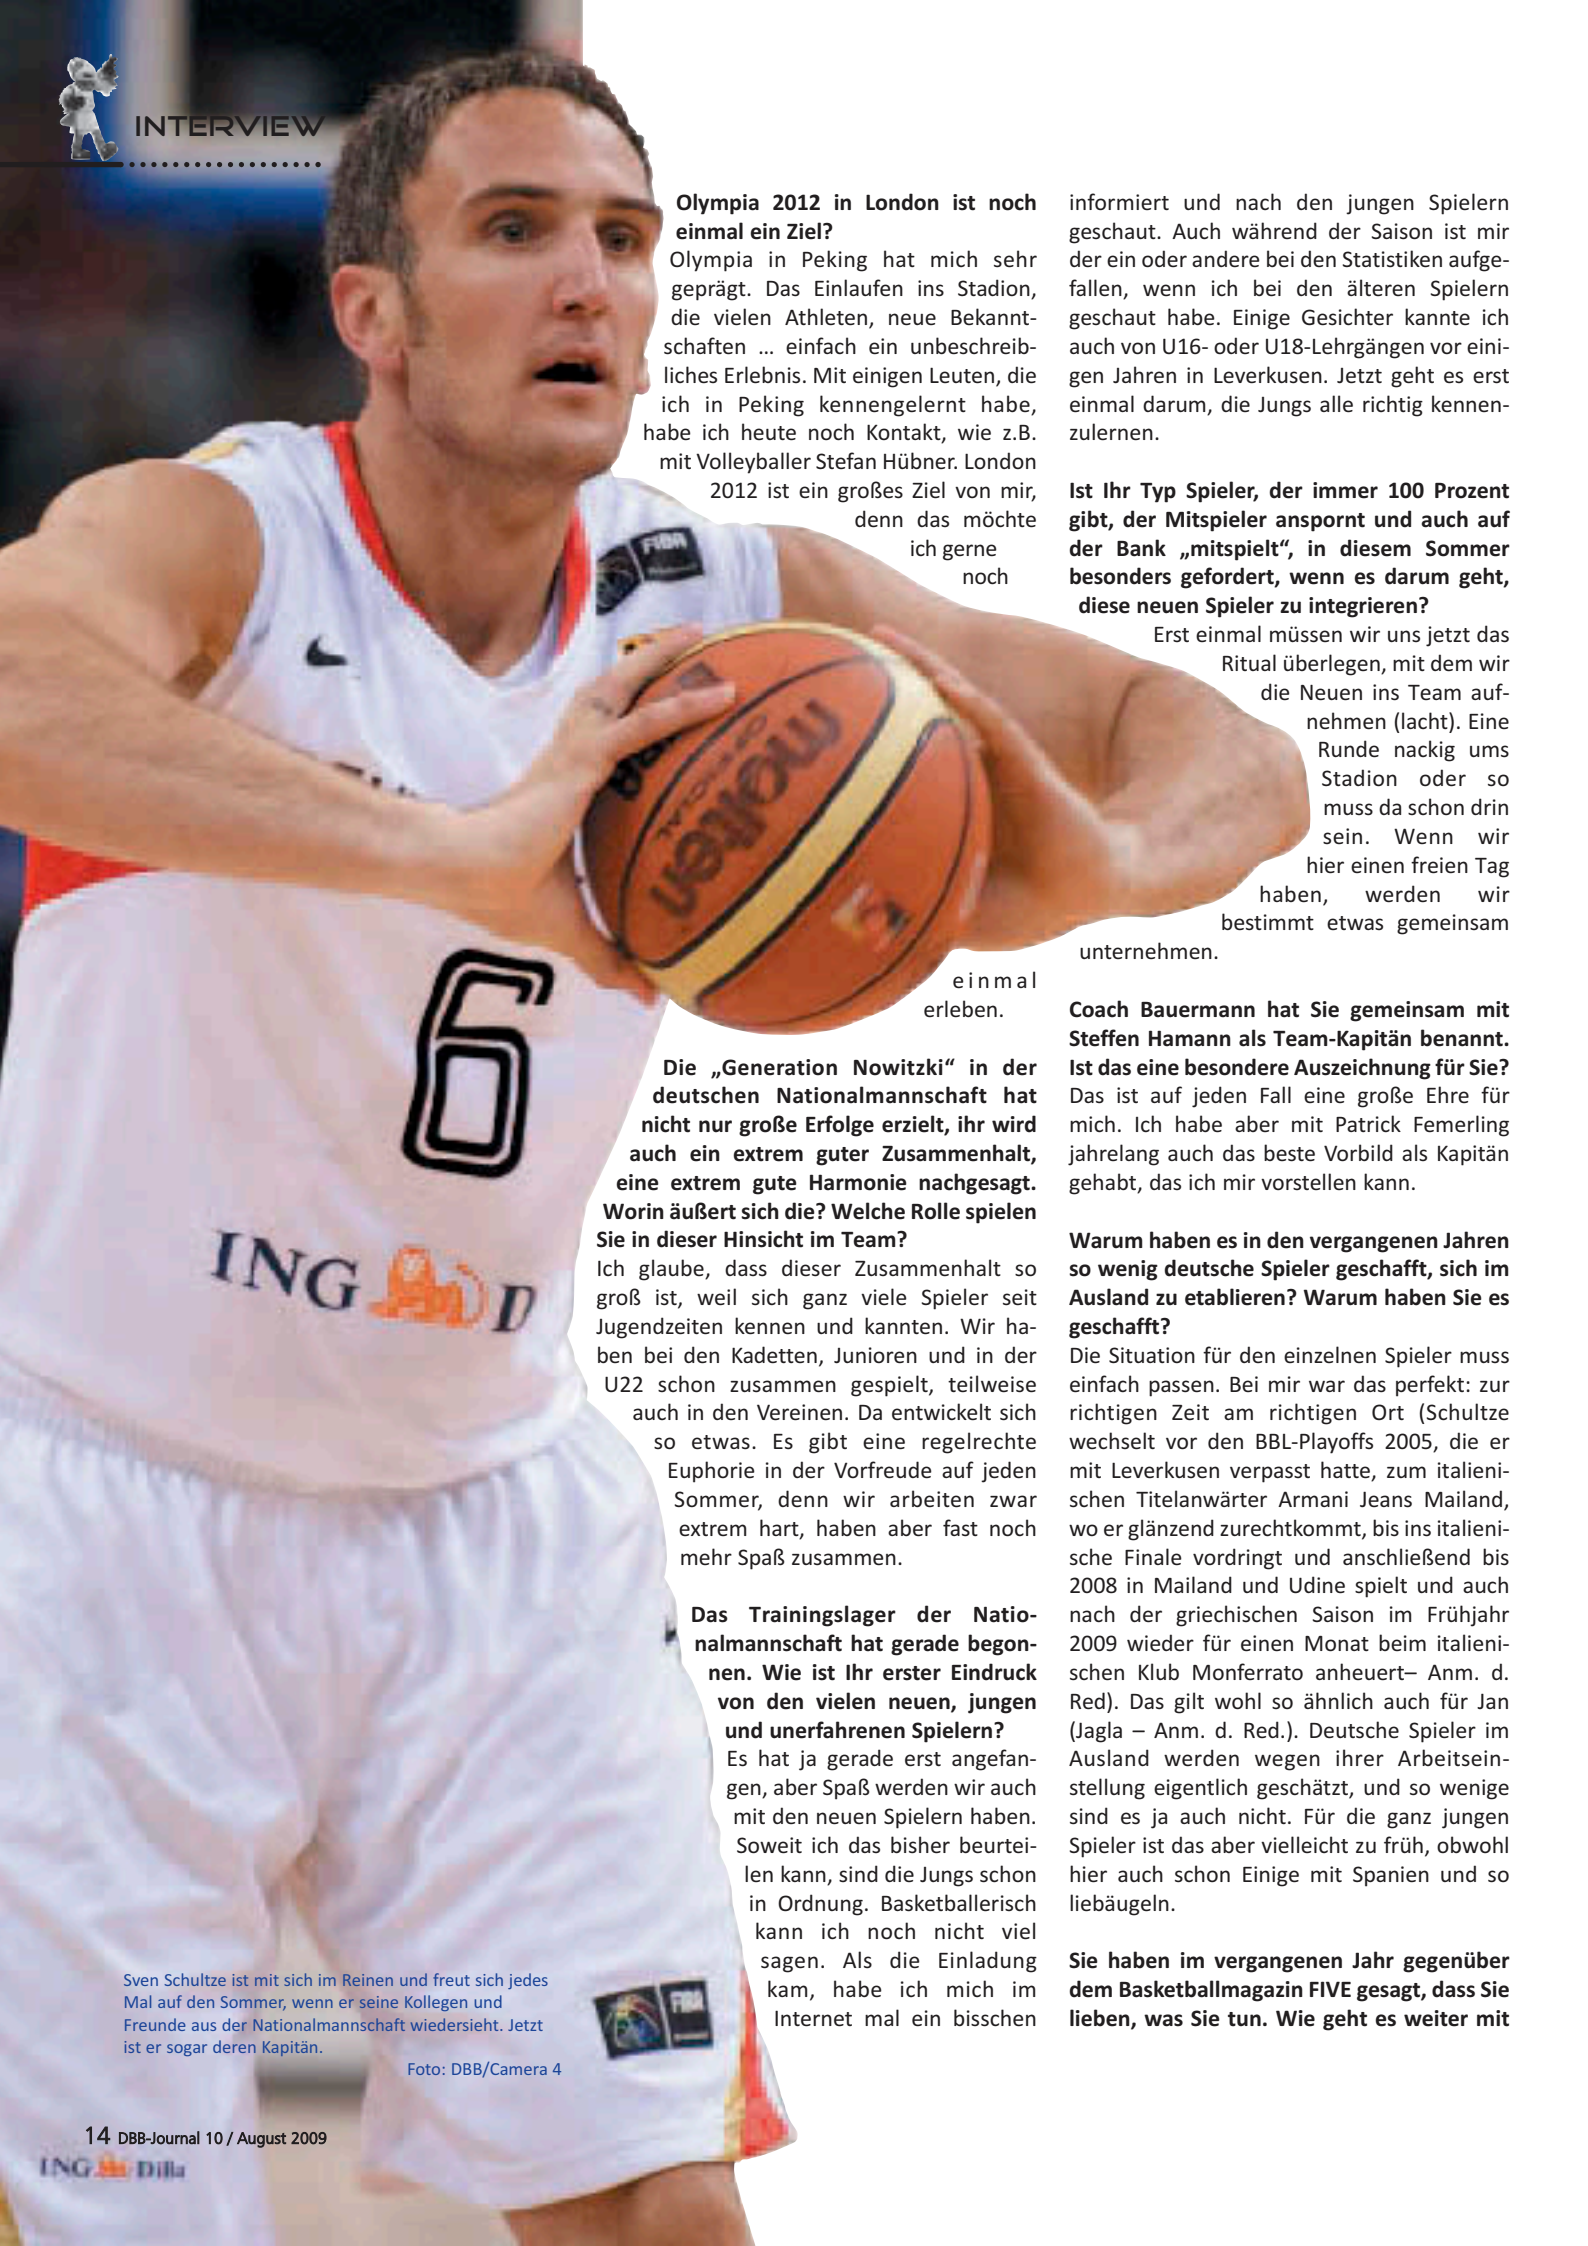 INTERVIEW
Olympia 2012 in London ist noch
einmal ein Ziel?
Olympia in Peking hat mich sehr
geprägt. Das Einlaufen ins Stadion,
die vielen Athleten, neue Bekannt-
schaften ... einfach ein unbeschreib-
liches Erlebnis. Mit einigen Leuten, die
ich in Peking kennengelernt habe,
habe ich heute noch Kontakt, wie z.B.
mit Volleyballer Stefan Hübner. London
2012 ist ein großes Ziel von mir,
denn das möchte
ich gerne
noch
einmal
erleben.
Die „Generation Nowitzki“ in der
deutschen Nationalmannschaft hat
nicht nur große Erfolge erzielt, ihr wird
auch ein extrem guter Zusammenhalt,
eine extrem gute Harmonie nachgesagt.
Worin äußert sich die? Welche Rolle spielen
Sie in dieser Hinsicht im Team?
Ich glaube, dass dieser Zusammenhalt so
groß ist, weil sich ganz viele Spieler seit
Jugendzeiten kennen und kannten. Wir ha-
ben bei den Kadetten, Junioren und in der
U22 schon zusammen gespielt, teilweise
auch in den Vereinen. Da entwickelt sich
so etwas. Es gibt eine regelrechte
Euphorie in der Vorfreude auf jeden
Sommer, denn wir arbeiten zwar
extrem hart, haben aber fast noch
mehr Spaß zusammen.
Das Trainingslager der Natio-
nalmannschaft hat gerade begon-
nen. Wie ist Ihr erster Eindruck
von den vielen neuen, jungen
und unerfahrenen Spielern?
Es hat ja gerade erst angefan-
gen, aber Spaß werden wir auch
mit den neuen Spielern haben.
Soweit ich das bisher beurtei-
len kann, sind die Jungs schon
in Ordnung. Basketballerisch
kann ich noch nicht viel
sagen. Als die Einladung
kam, habe ich mich im
Internet mal ein bisschen
informiert und nach den jungen Spielern
geschaut. Auch während der Saison ist mir
der ein oder andere bei den Statistiken aufge-
fallen, wenn ich bei den älteren Spielern
geschaut habe. Einige Gesichter kannte ich
auch von U16- oder U18-Lehrgängen vor eini-
gen Jahren in Leverkusen. Jetzt geht es erst
einmal darum, die Jungs alle richtig kennen-
zulernen.
Ist Ihr Typ Spieler, der immer 100 Prozent
gibt, der Mitspieler anspornt und auch auf
der Bank „mitspielt“, in diesem Sommer
besonders gefordert, wenn es darum geht,
diese neuen Spieler zu integrieren?
Erst einmal müssen wir uns jetzt das
Ritual überlegen, mit dem wir
die Neuen ins Team auf-
nehmen (lacht). Eine
Runde nackig ums
Stadion oder so
muss da schon drin
sein. Wenn wir
hier einen freien Tag
haben, werden wir
bestimmt etwas gemeinsam
unternehmen.
Coach Bauermann hat Sie gemeinsam mit
Steffen Hamann als Team-Kapitän benannt.
Ist das eine besondere Auszeichnung für Sie?
Das ist auf jeden Fall eine große Ehre für
mich. Ich habe aber mit Patrick Femerling
jahrelang auch das beste Vorbild als Kapitän
gehabt, das ich mir vorstellen kann.
Warum haben es in den vergangenen Jahren
so wenig deutsche Spieler geschafft, sich im
Ausland zu etablieren? Warum haben Sie es
geschafft?
Die Situation für den einzelnen Spieler muss
einfach passen. Bei mir war das perfekt: zur
richtigen Zeit am richtigen Ort (Schultze
wechselt vor den BBL-Playoffs 2005, die er
mit Leverkusen verpasst hatte, zum italieni-
schen Titelanwärter Armani Jeans Mailand,
wo er glänzend zurechtkommt, bis ins italieni-
sche Finale vordringt und anschließend bis
2008 in Mailand und Udine spielt und auch
nach der griechischen Saison im Frühjahr
2009 wieder für einen Monat beim italieni-
schen Klub Monferrato anheuert– Anm. d.
Red). Das gilt wohl so ähnlich auch für Jan
(Jagla – Anm. d. Red.). Deutsche Spieler im
Ausland werden wegen ihrer Arbeitsein-
stellung eigentlich geschätzt, und so wenige
sind es ja auch nicht. Für die ganz jungen
Spieler ist das aber vielleicht zu früh, obwohl
hier auch schon Einige mit Spanien und so
liebäugeln.
Sie haben im vergangenen Jahr gegenüber
dem Basketballmagazin FIVE gesagt, dass Sie
lieben, was Sie tun. Wie geht es weiter mit
FIBA
molten
OFFICIAL
6
ING D
FIBA
Sven Schultze ist mit sich im Reinen und freut sich jedes
Mal auf den Sommer, wenn er seine Kollegen und
Freunde aus der Nationalmannschaft wiedersieht. Jetzt
ist er sogar deren Kapitän.
Foto: DBB/Camera 4
14 DBB-Journal 10 / August 2009
ING DiBa